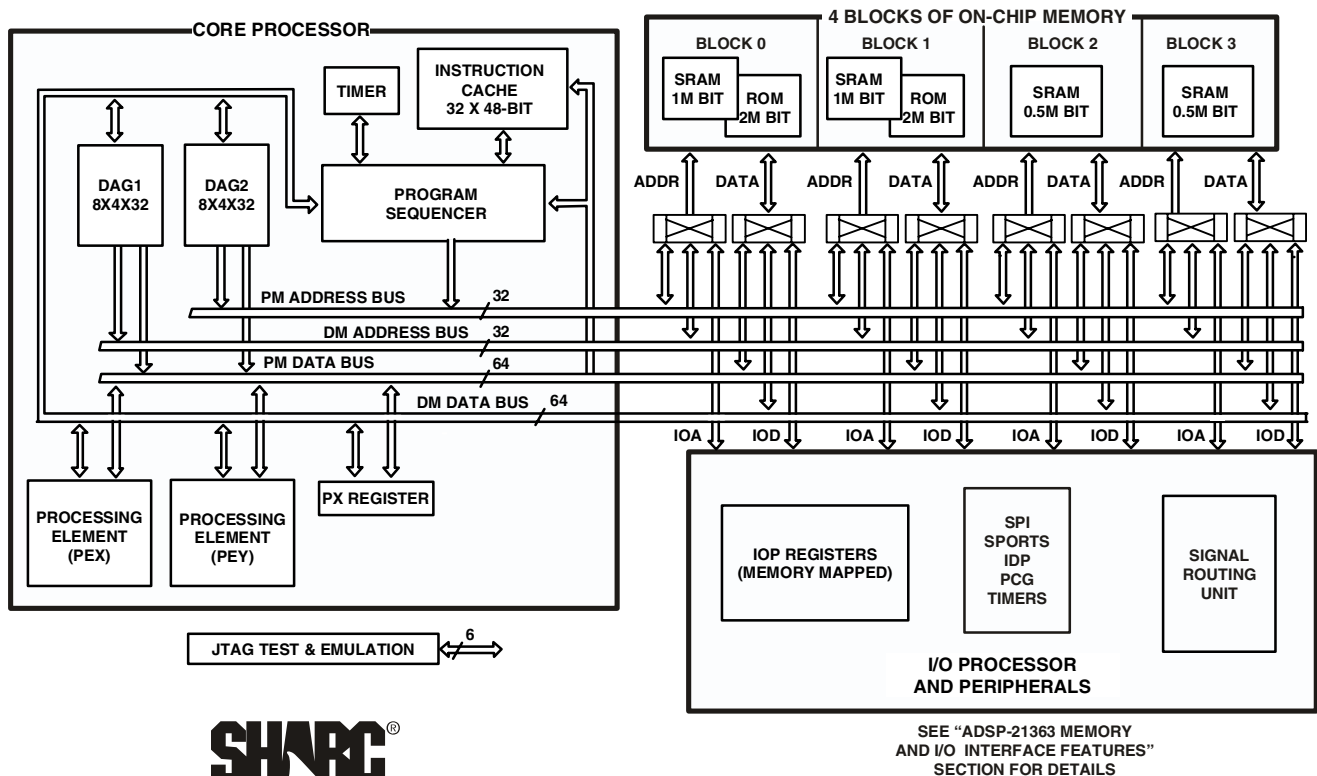 CORE PROCESSOR
TIMER
INSTRUCTION
CACHE
32 X 48-BIT
DAG1
8X4X32
DAG2
8X4X32
PROGRAM
SEQUENCER
PM ADDRESS BUS
32
DM ADDRESS BUS
32
PM DATA BUS
64
DM DATA BUS
64
PROCESSING
ELEMENT
(PEX)
PROCESSING
ELEMENT
(PEY)
PX REGISTER
JTAG TEST & EMULATION
6
4 BLOCKS OF ON-CHIP MEMORY
BLOCK 0
SRAM
1M BIT
ROM
2M BIT
BLOCK 1
SRAM
1M BIT
ROM
2M BIT
BLOCK 2
SRAM
0.5M BIT
BLOCK 3
SRAM
0.5M BIT
ADDR DATA ADDR DATA ADDR DATA ADDR DATA
IOA IOD IOA IOD IOA IOD IOA IOD
IOP REGISTERS
(MEMORY MAPPED)
SPI
SPORTS
IDP
PCG
TIMERS
SIGNAL
ROUTING
UNIT
I/O PROCESSOR
AND PERIPHERALS
SEE “ADSP-21363 MEMORY
AND I/O INTERFACE FEATURES”
SECTION FOR DETAILS
SHARC®